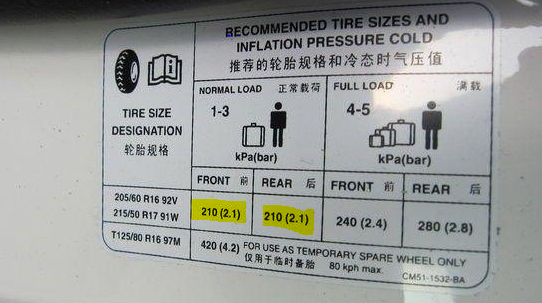 RECOMMENDED TIRE SIZES AND
INFLATION PRESSURE COLD
推荐的轮胎规格和冷态时气压值
TIRE SIZE
DESIGNATION
轮胎规格
NORMAL LOAD 正常载荷
1-3
kPa(bar)
FULL LOAD 满载
4-5
kPa(bar)
FRONT 前
REAR 后
FRONT 前
REAR 后
205/60 R16 92V
215/50 R17 91W
210 (2.1)
210 (2.1)
240 (2.4)
280 (2.8)
T125/80 R16 97M
420 (4.2) FOR USE AS TEMPORARY SPARE WHEEL ONLY
仅用于临时备胎 80 kph max.
CM51-1532-BA